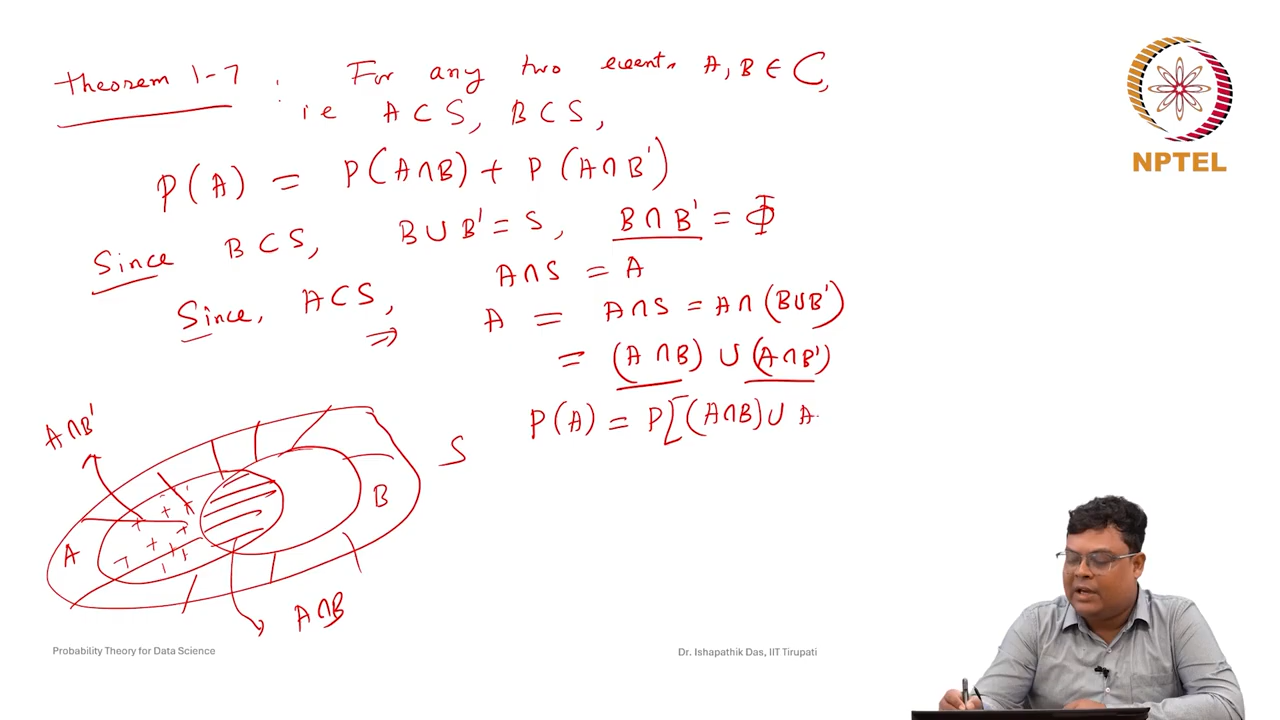 Theorem 1-7 : For any two events A, B ∈ C,
i.e A ⊂ S, B ⊂ S,
P(A) = P(A∩B) + P(A∩B')
Since B ⊂ S, B ∪ B' = S, B ∩ B' = Φ
Since, A ⊂ S, A∩S = A
⇒ A = A∩S = A∩(B∪B')
= (A∩B) ∪ (A∩B')
P(A) = P[(A∩B)∪ A
A∩B'
S
A
B
A∩B
NPTEL
Probability Theory for Data Science
Dr. Ishapathik Das, IIT Tirupati